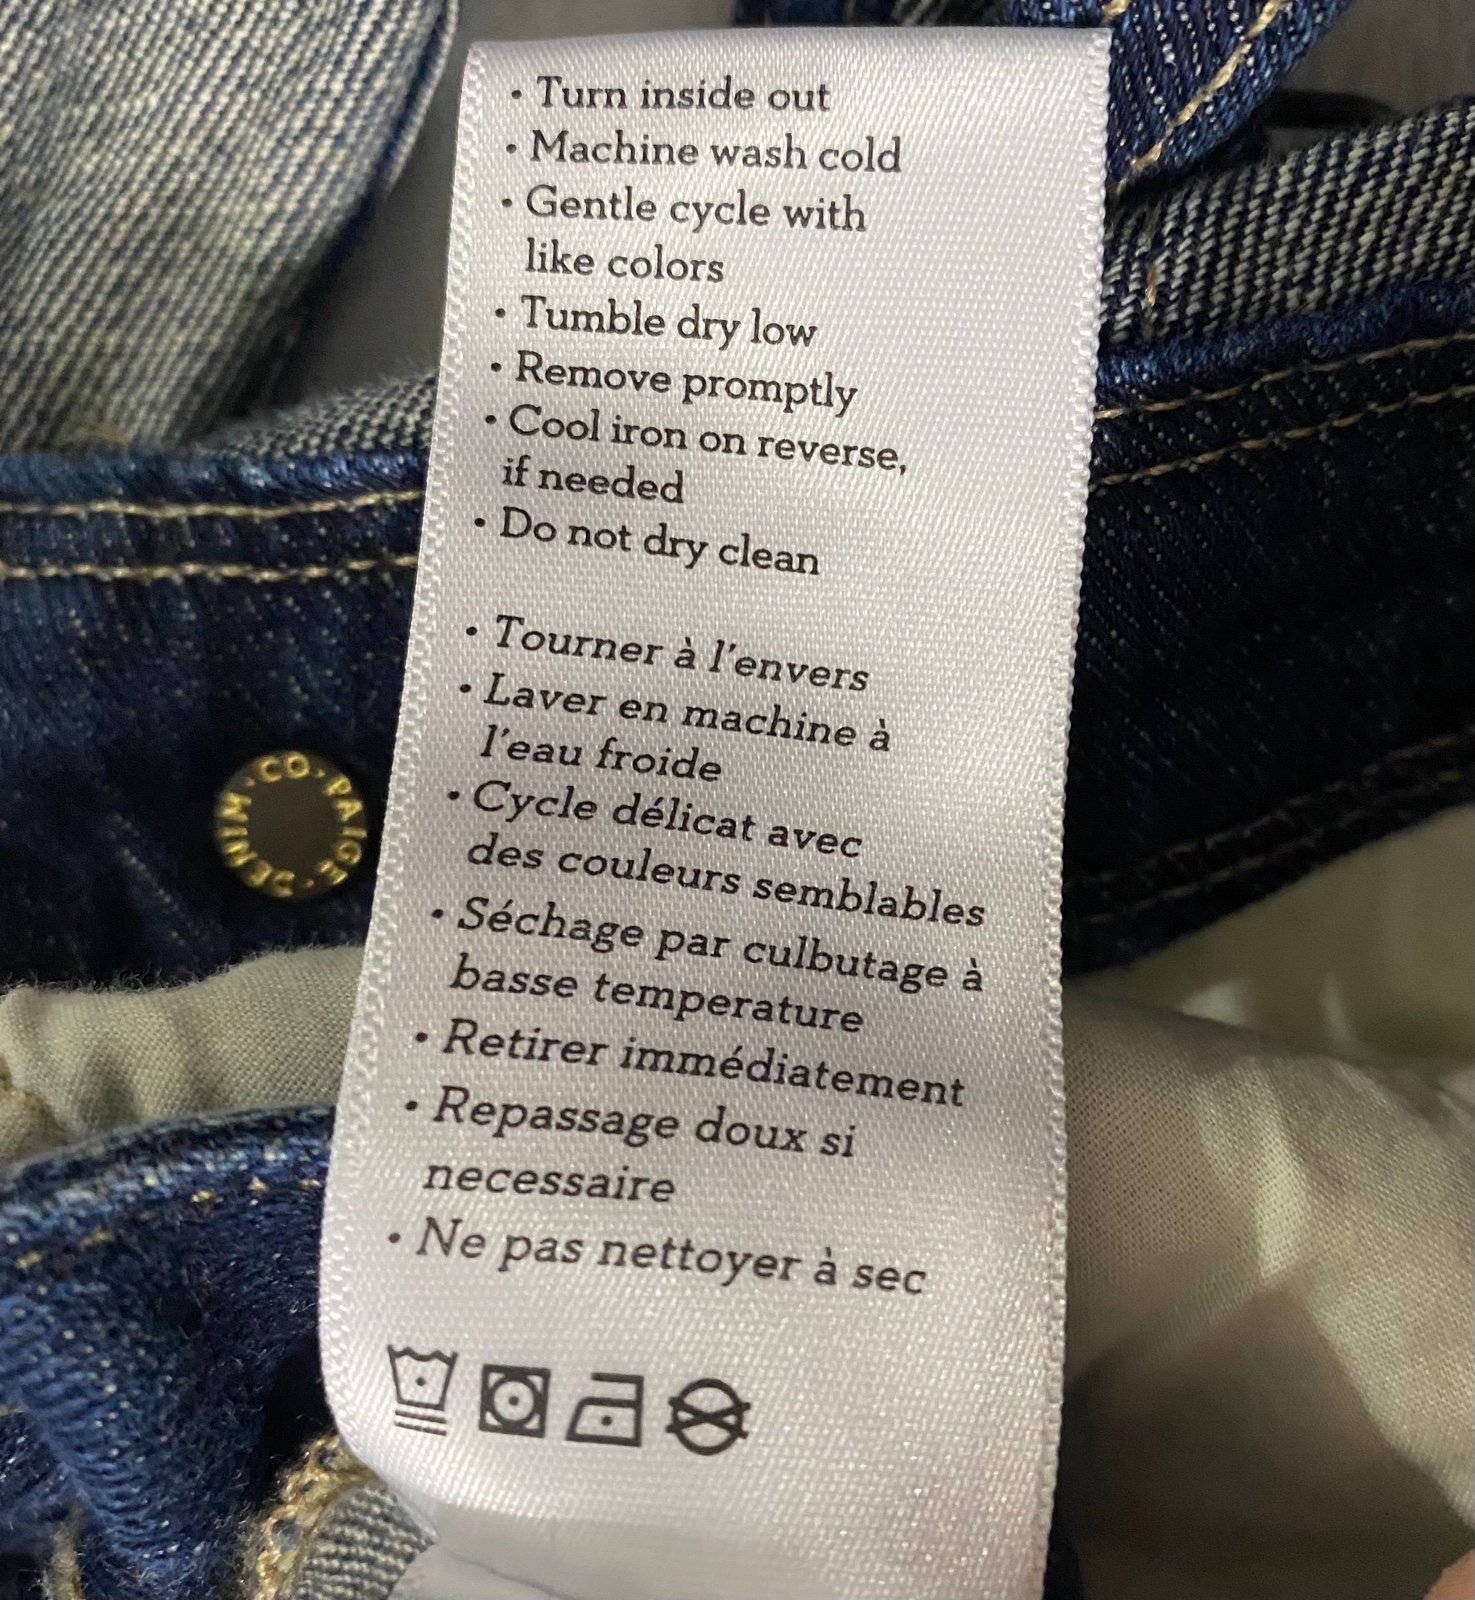 • Turn inside out
• Machine wash cold
• Gentle cycle with
like colors
• Tumble dry low
• Remove promptly
• Cool iron on reverse,
if needed
• Do not dry clean
• Tourner à l'envers
• Laver en machine à
l'eau froide
• Cycle délicat avec
des couleurs semblables
• Séchage par culbutage à
basse temperature
• Retirer immédiatement
• Repassage doux si
necessaire
• Ne pas nettoyer à sec
PAIGE · DENIM · CO ·